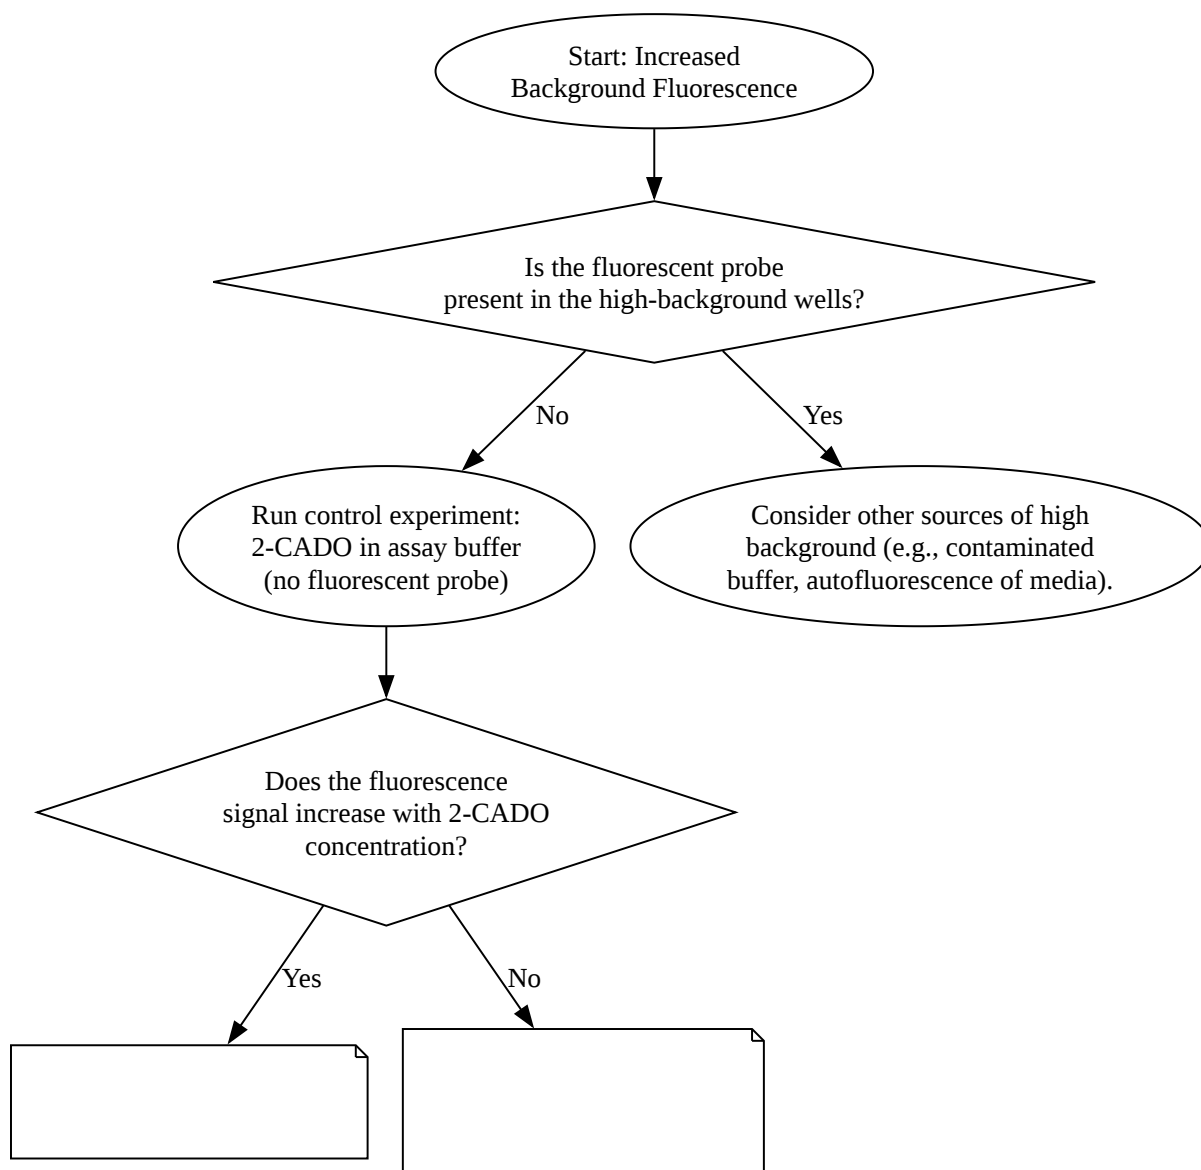 Start: Increased
Background Fluorescence
Is the fluorescent probe
present in the high-background wells?
No
Yes
Run control experiment:
2-CADO in assay buffer
(no fluorescent probe)
Consider other sources of high
background (e.g., contaminated
buffer, autofluorescence of media).
Does the fluorescence
signal increase with 2-CADO
concentration?
Yes
No